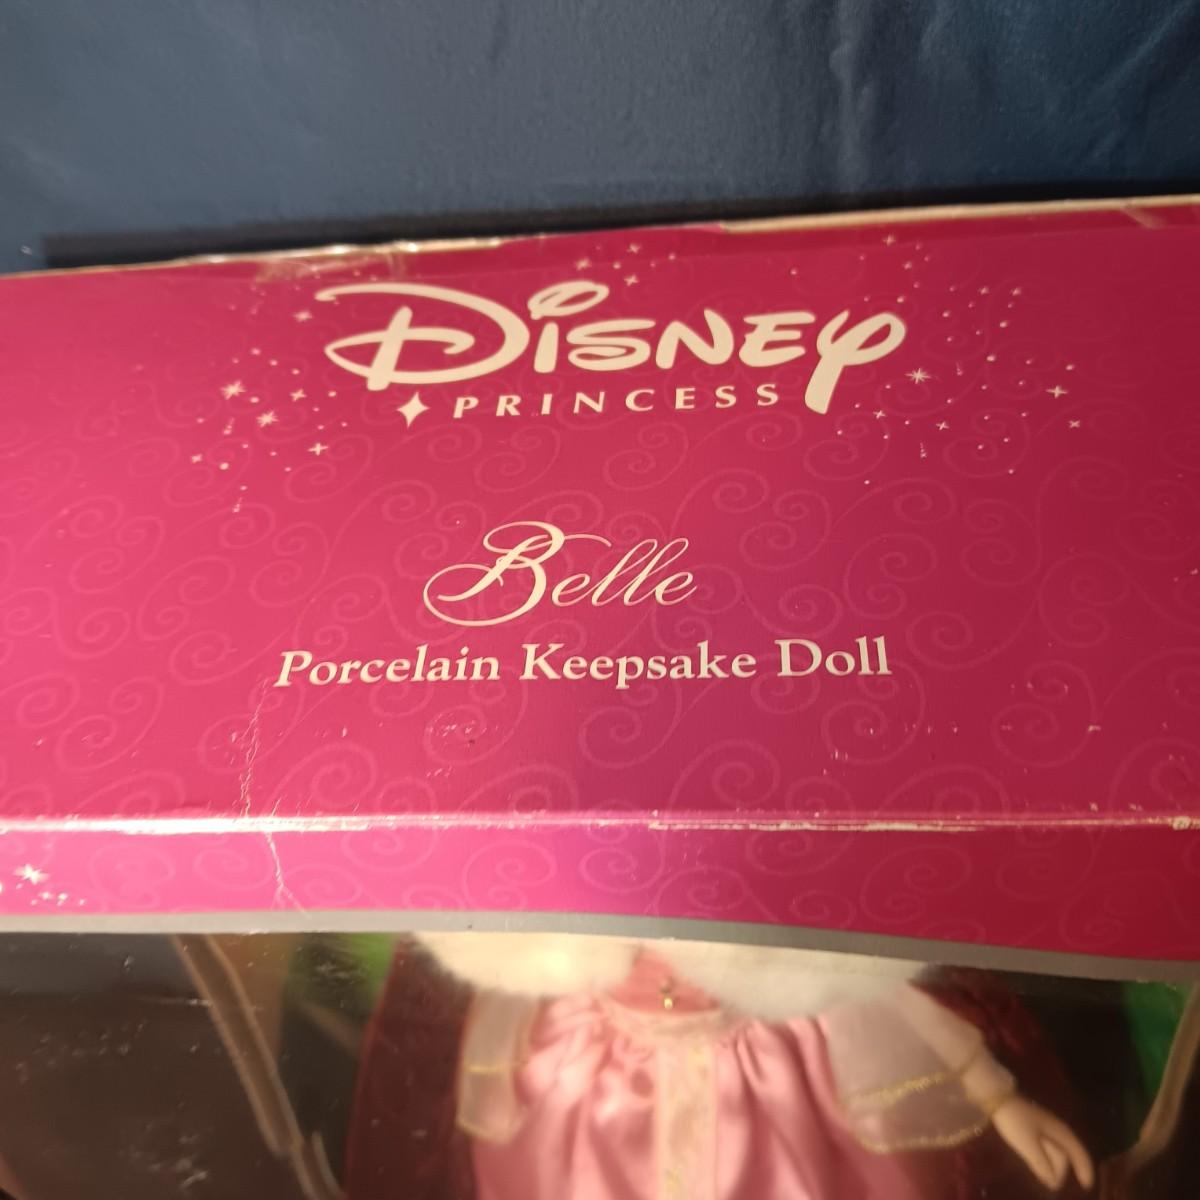 Disney
PRINCESS
Belle
Porcelain Keepsake Doll